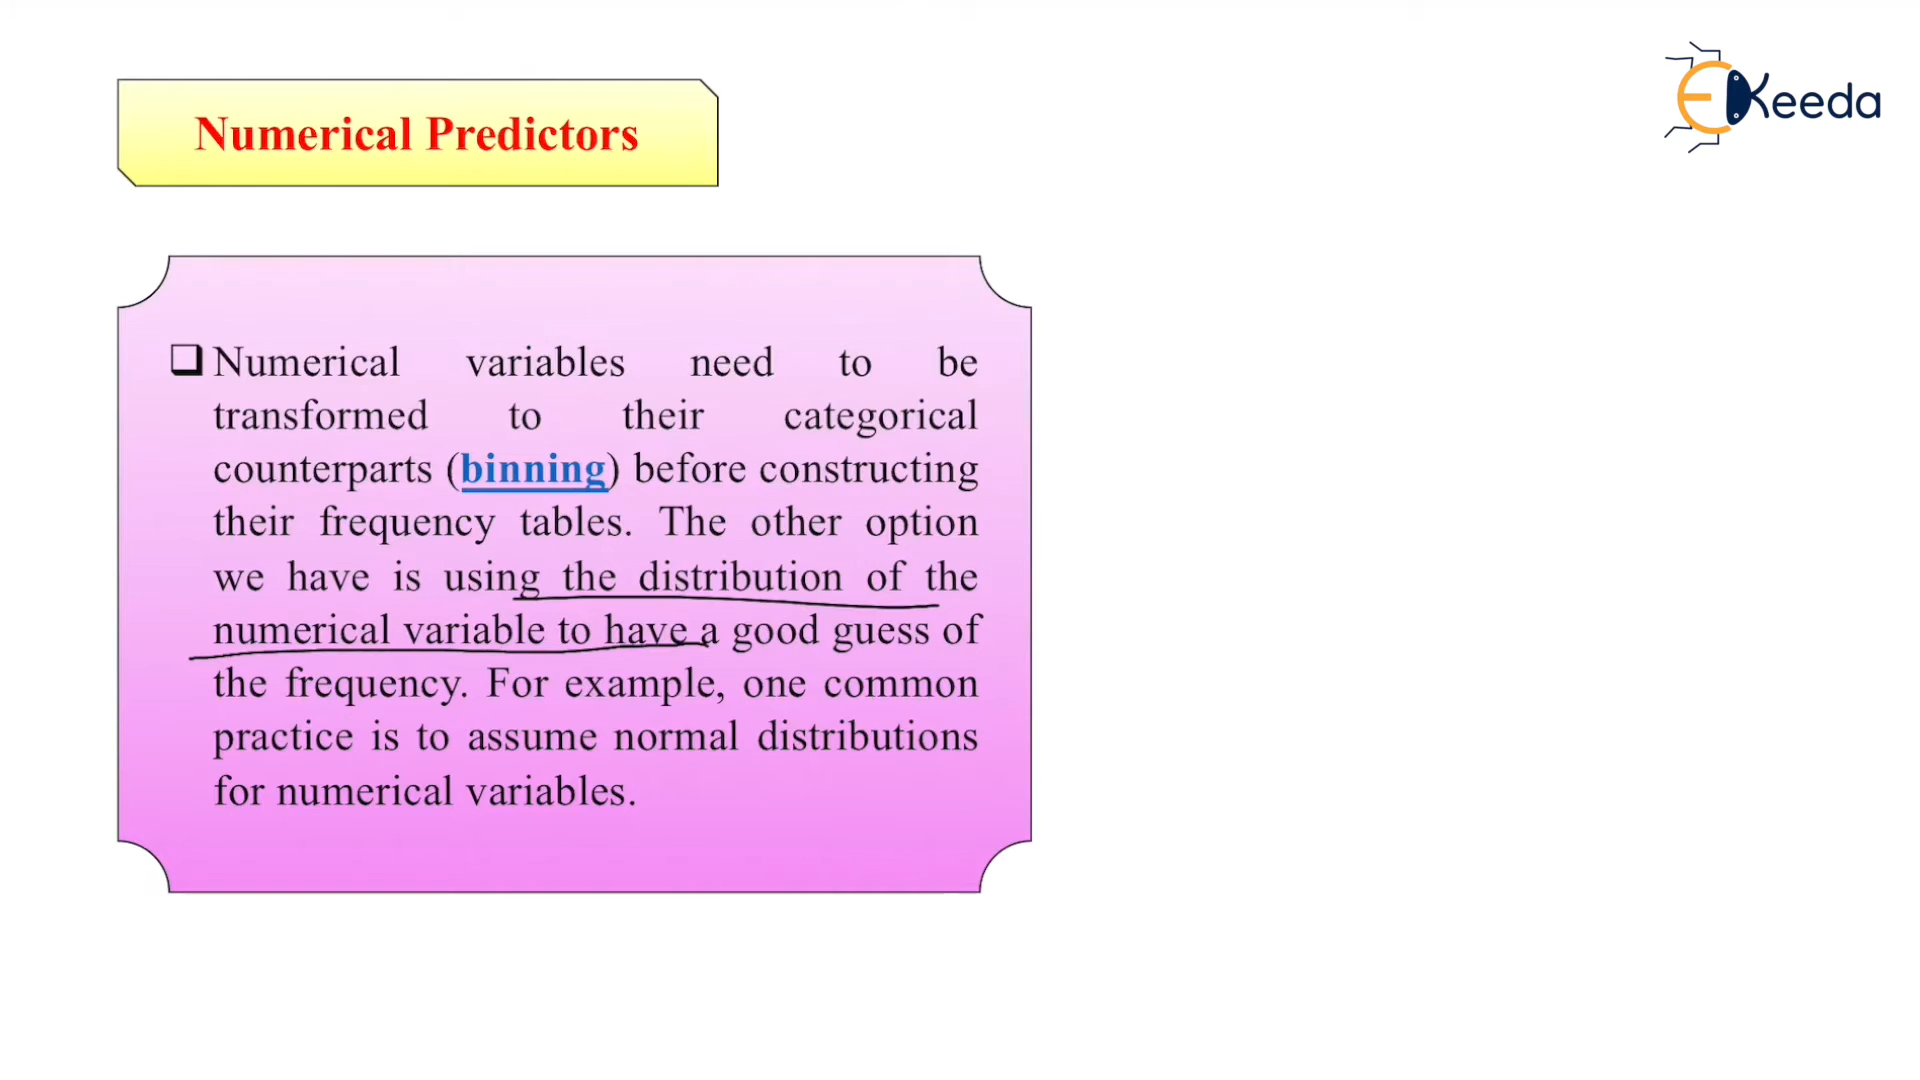 Numerical Predictors
EKeeda
Numerical variables need to be
transformed to their categorical
counterparts (binning) before constructing
their frequency tables. The other option
we have is using the distribution of the
numerical variable to have a good guess of
the frequency. For example, one common
practice is to assume normal distributions
for numerical variables.